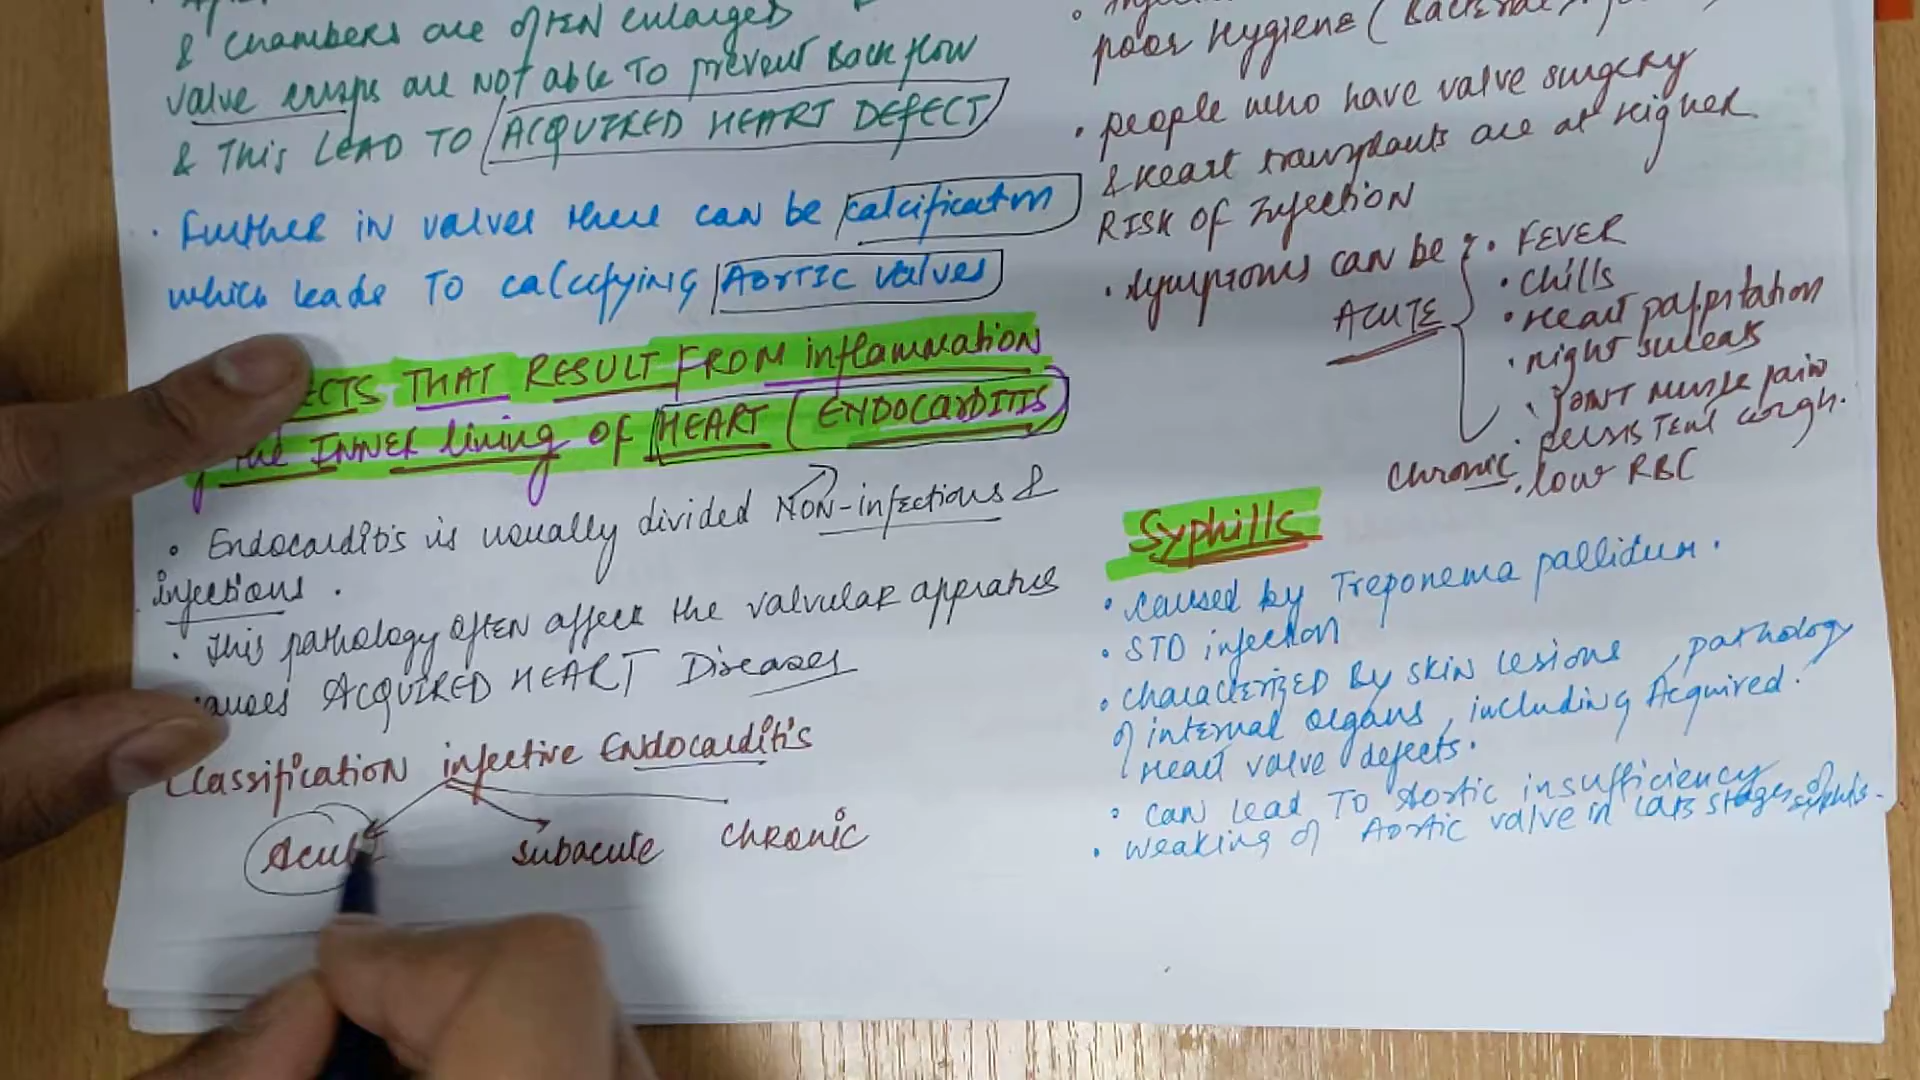 & chambers are often enlarged
valve cusps are not able to prevent Back flow
& This LEAD TO ACQUIRED HEART DEFECT
· Further in valves there can be calcification
which leads To calcifying AORTIC valves
ECTS THAT RESULT FROM inflammation
the INNER lining of HEART (ENDOCARDITIS)
• Endocarditis is usually divided NON-infectious &
infectious.
· This pathology OFTEN affect the valvular appratus
causes ACQUIRED HEART Diseases
Classification infective Endocarditis
Acute
subacute
chronic
poor Hygiene (Bacterial
• people who have valve surgery
& Heart transplants are at higher
RISK OF Infection
• symptoms can be
ACUTE
• FEVER
• Chills
• Heart palpitation
• night sweats
• JOINT muscle pain
• persisTent cough.
chronic. low RBC
Syphills
• caused by Treponema pallidum.
• STD infection
• characterized By skin lesions, pathology
of internal organs, including Acquired
Heart valve defects.
• can lead To Aortic insufficiency
• weaking of Aortic valve in late stages of syphils.